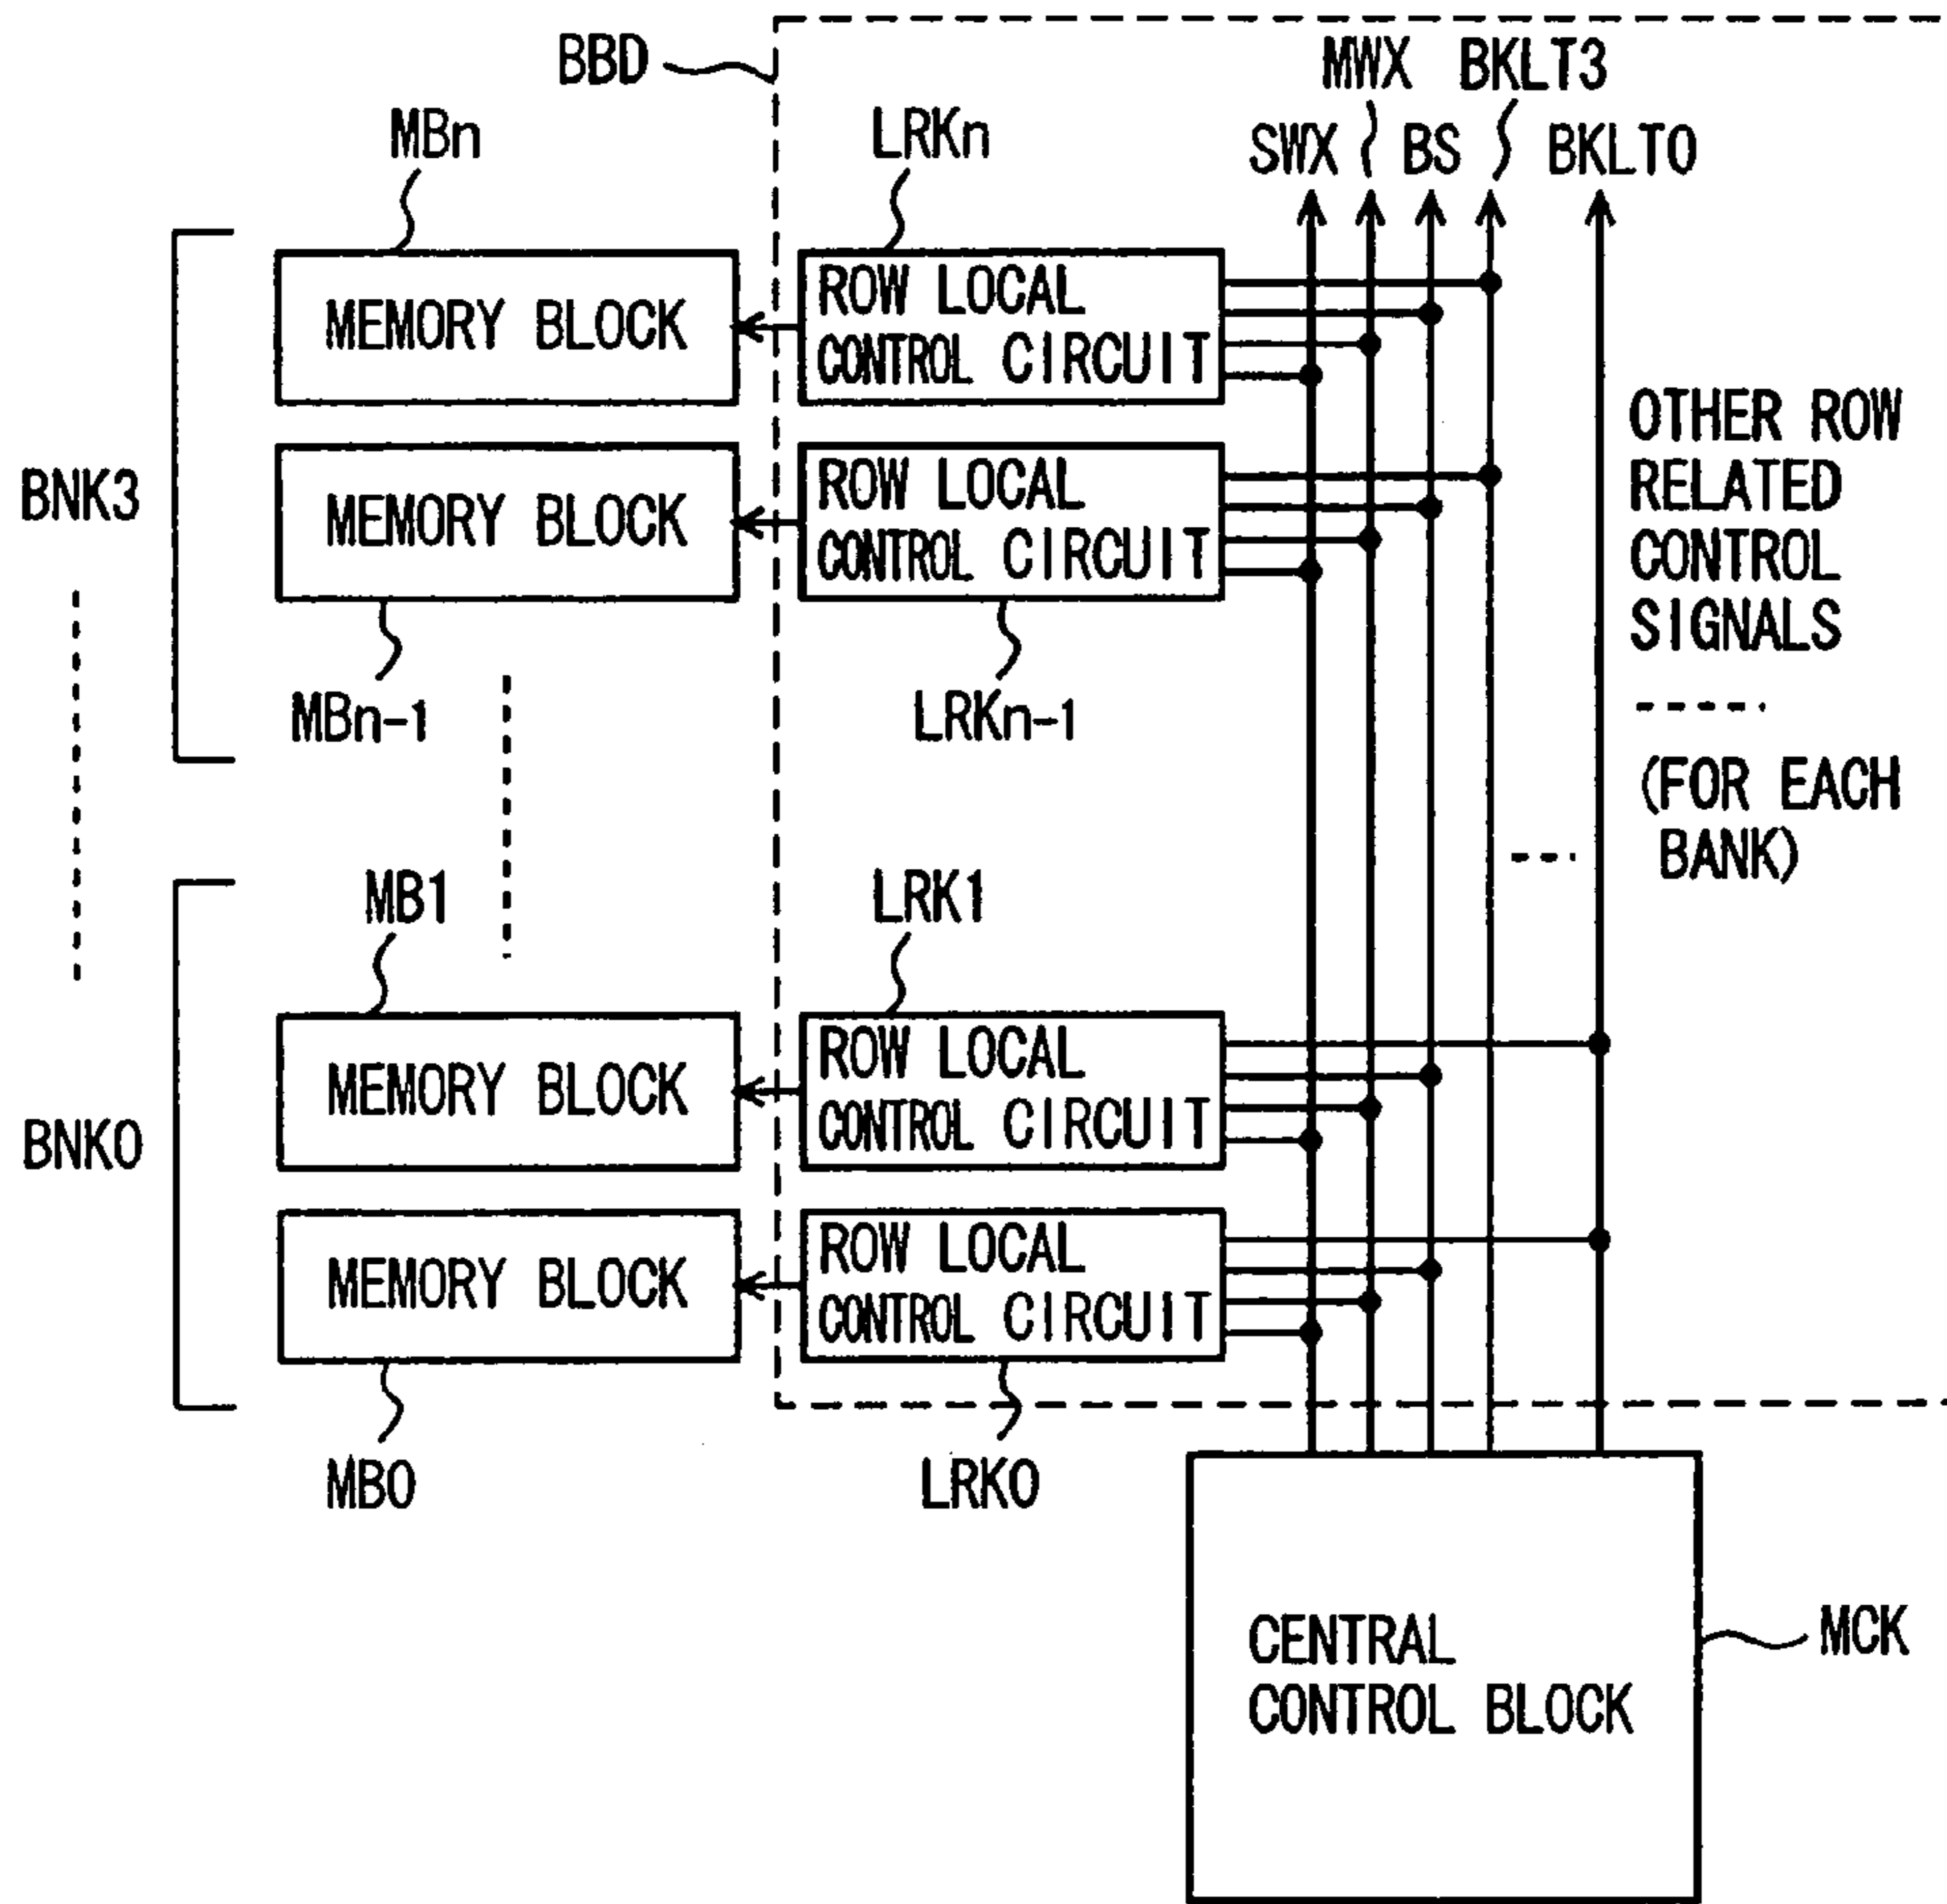 BBD
MWX BKLT3
MBn
LRKn
SWX BS BKLT0
MEMORY BLOCK
ROW LOCAL
CONTROL CIRCUIT
OTHER ROW
RELATED
CONTROL
SIGNALS
(FOR EACH
BANK)
BNK3
MEMORY BLOCK
ROW LOCAL
CONTROL CIRCUIT
MBn-1
LRKn-1
MB1
LRK1
BNK0
MEMORY BLOCK
ROW LOCAL
CONTROL CIRCUIT
MEMORY BLOCK
ROW LOCAL
CONTROL CIRCUIT
MB0
LRK0
CENTRAL
CONTROL BLOCK
MCK